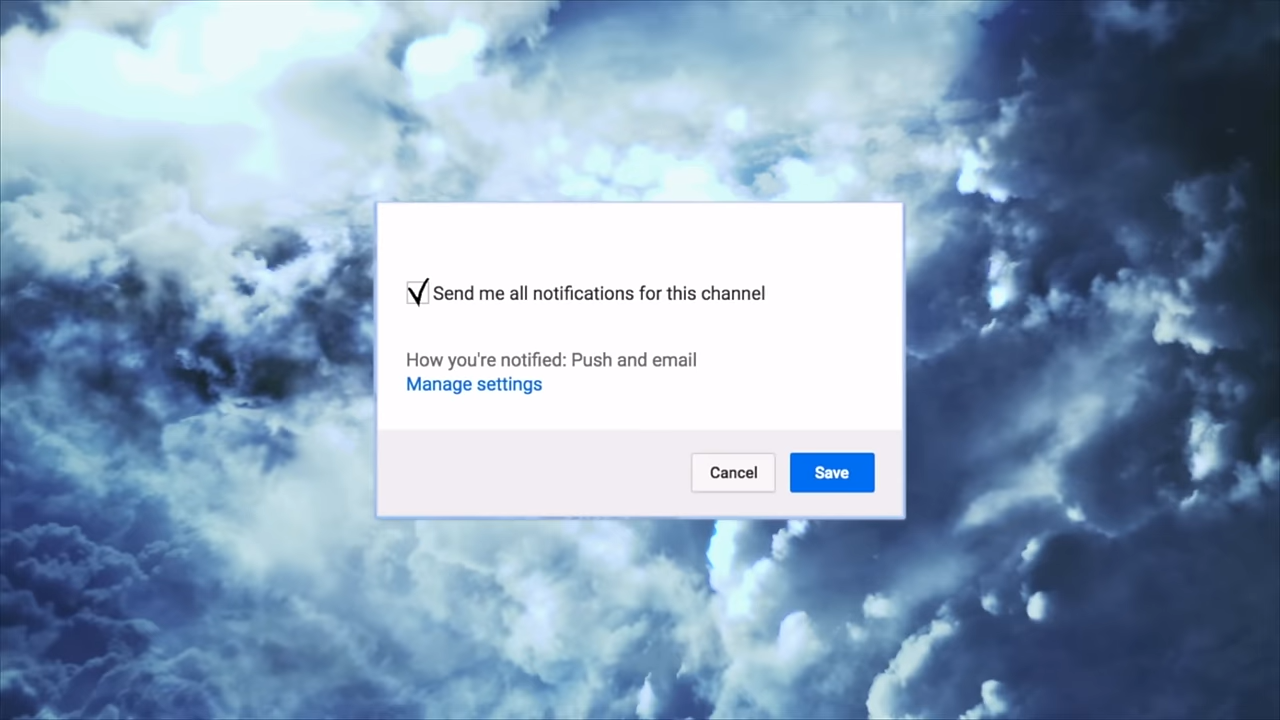 Send me all notifications for this channel
How you're notified: Push and email
Manage settings
Cancel
Save